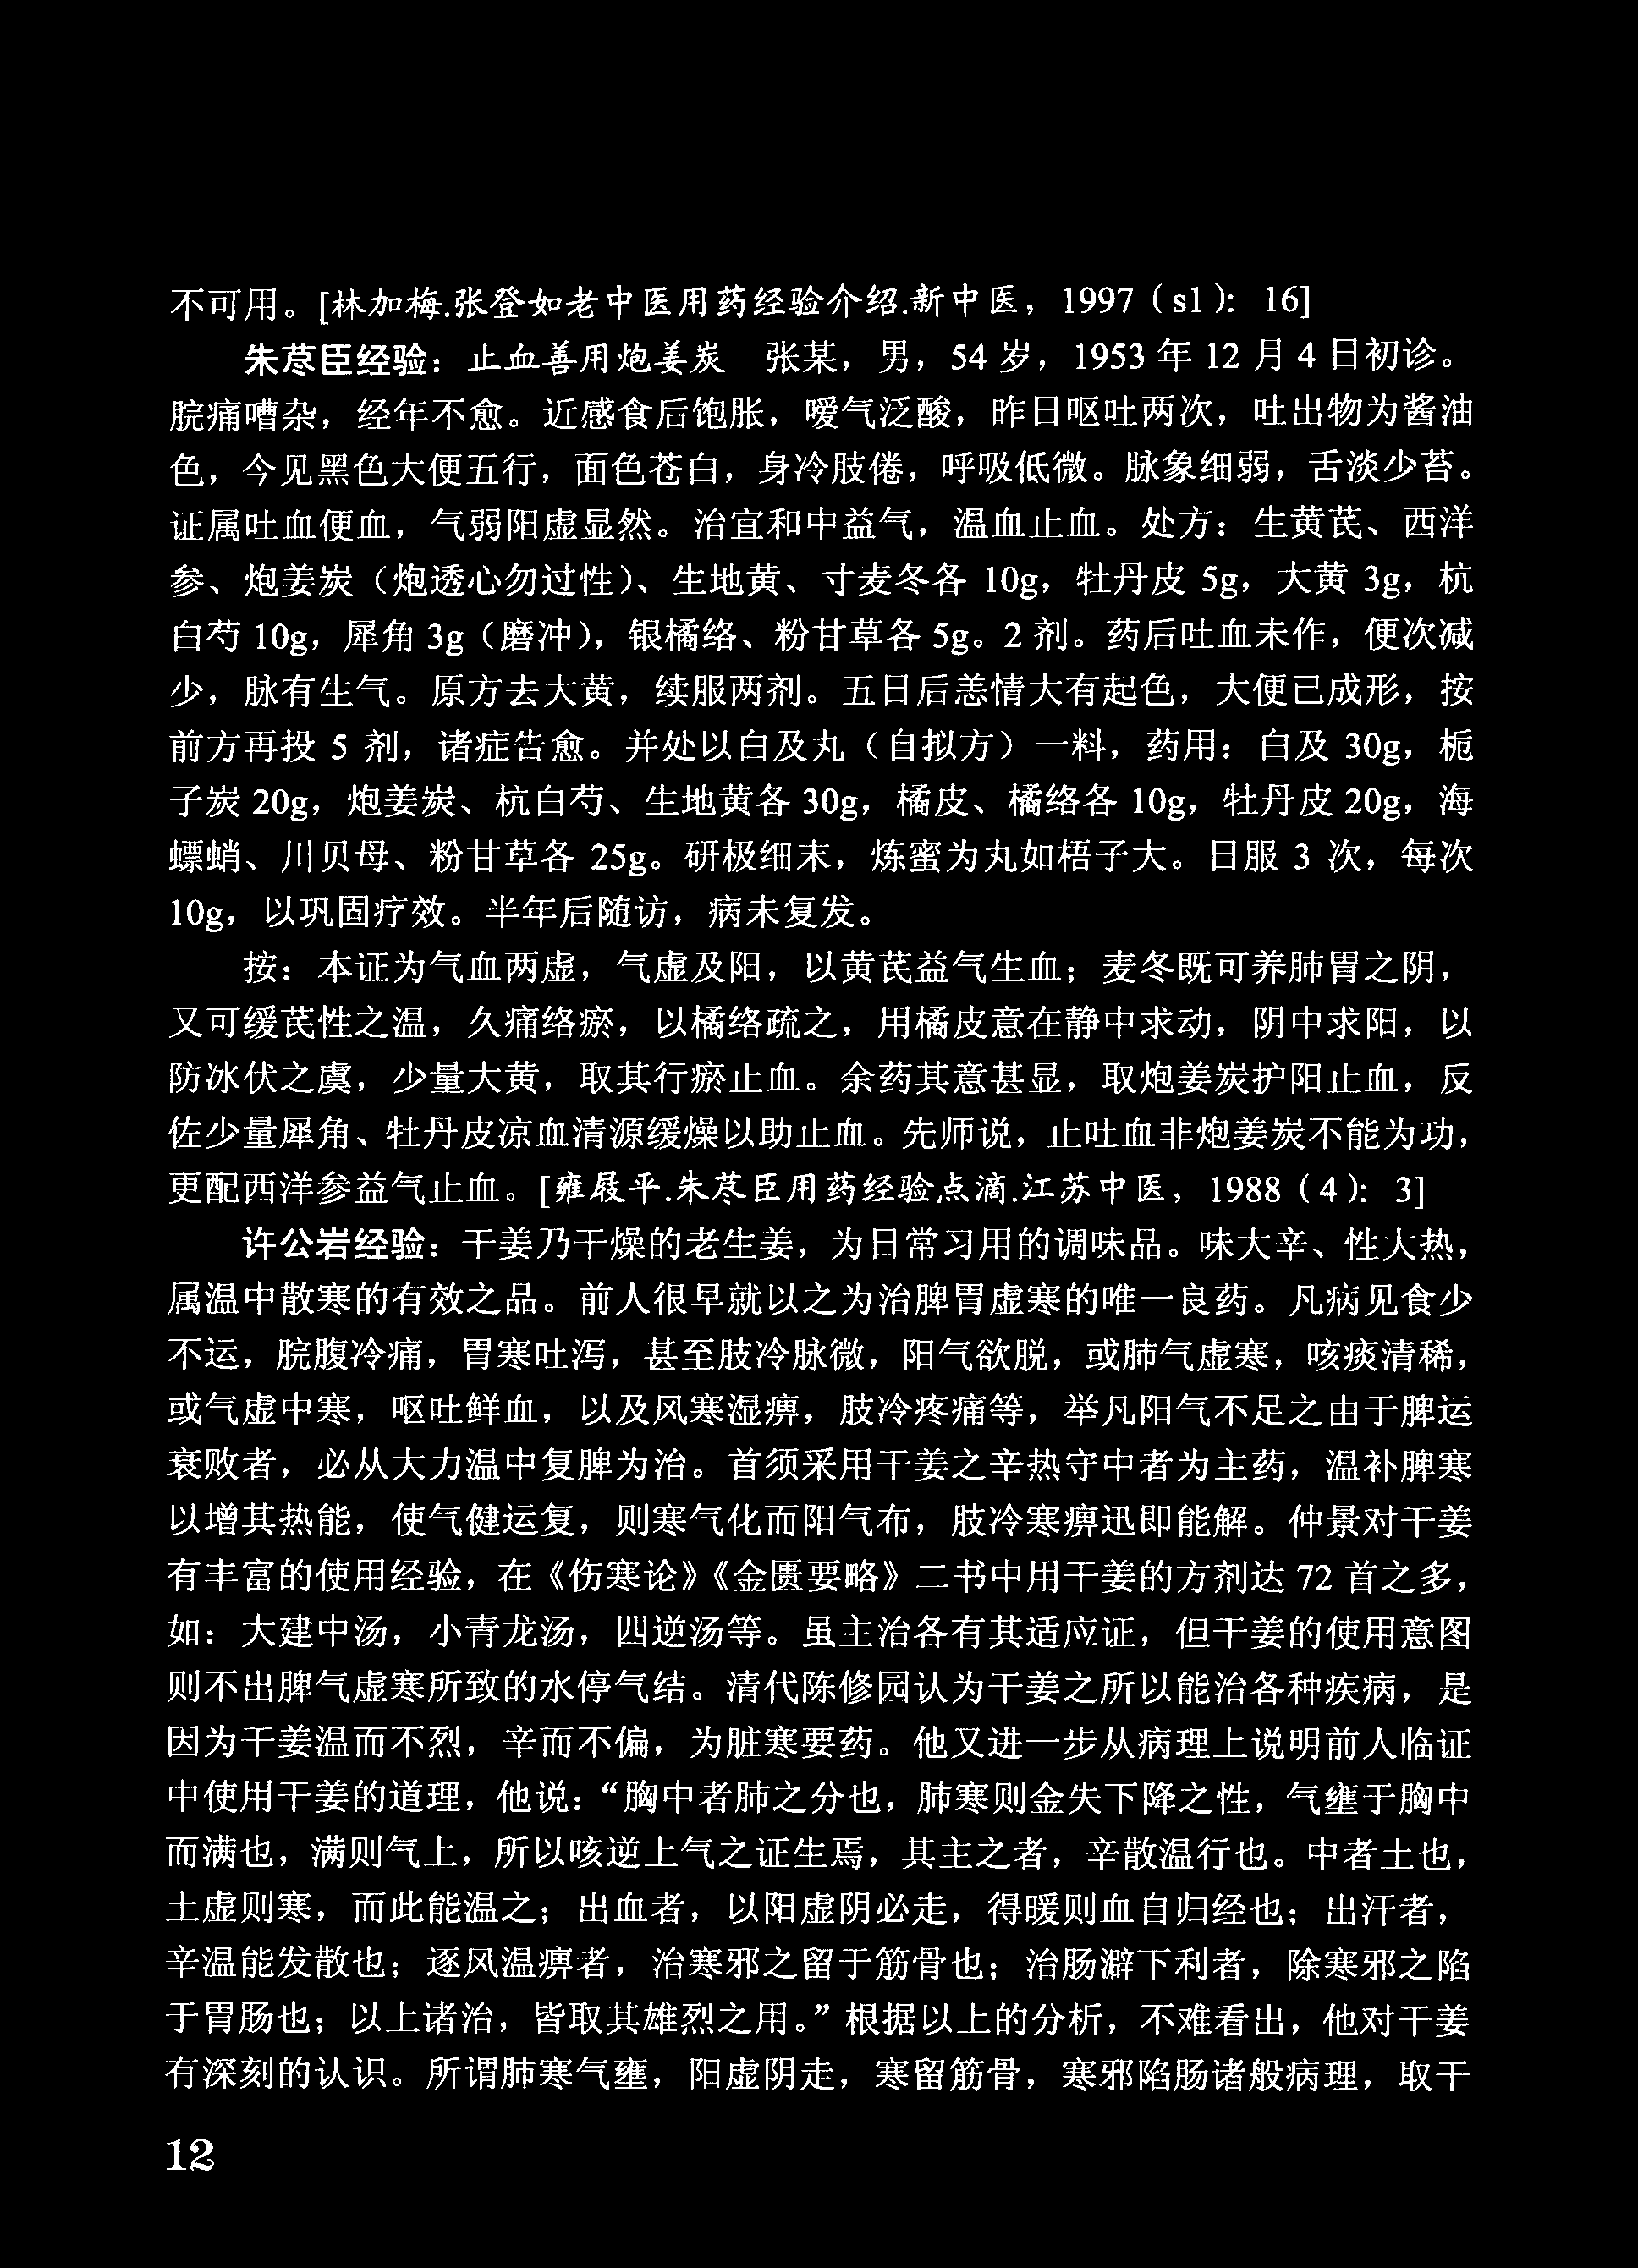 不可用。[林加梅.张登如老中医用药经验介绍.新中医，1997（s1）：16]
朱荩臣经验：止血善用炮姜炭　张某，男，54 岁，1953 年 12 月 4 日初诊。
脘痛嘈杂，经年不愈。近感食后饱胀，嗳气泛酸，昨日呕吐两次，吐出物为酱油
色，今见黑色大便五行，面色苍白，身冷肢倦，呼吸低微。脉象细弱，舌淡少苔。
证属吐血便血，气弱阳虚显然。治宜和中益气，温血止血。处方：生黄芪、西洋
参、炮姜炭（炮透心勿过性）、生地黄、寸麦冬各 10g，牡丹皮 5g，大黄 3g，杭
白芍 10g，犀角 3g（磨冲），银橘络、粉甘草各 5g。2 剂。药后吐血未作，便次减
少，脉有生气。原方去大黄，续服两剂。五日后恙情大有起色，大便已成形，按
前方再投 5 剂，诸症告愈。并处以白及丸（自拟方）一料，药用：白及 30g，栀
子炭 20g，炮姜炭、杭白芍、生地黄各 30g，橘皮、橘络各 10g，牡丹皮 20g，海
螵蛸、川贝母、粉甘草各 25g。研极细末，炼蜜为丸如梧子大。日服 3 次，每次
10g，以巩固疗效。半年后随访，病未复发。
按：本证为气血两虚，气虚及阳，以黄芪益气生血；麦冬既可养肺胃之阴，
又可缓芪性之温，久痛络瘀，以橘络疏之，用橘皮意在静中求动，阴中求阳，以
防冰伏之虞，少量大黄，取其行瘀止血。余药其意甚显，取炮姜炭护阳止血，反
佐少量犀角、牡丹皮凉血清源缓燥以助止血。先师说，止吐血非炮姜炭不能为功，
更配西洋参益气止血。[雍履平.朱荩臣用药经验点滴.江苏中医，1988（4）：3]
许公岩经验：干姜乃干燥的老生姜，为日常习用的调味品。味大辛、性大热，
属温中散寒的有效之品。前人很早就以之为治脾胃虚寒的唯一良药。凡病见食少
不运，脘腹冷痛，胃寒吐泻，甚至肢冷脉微，阳气欲脱，或肺气虚寒，咳痰清稀，
或气虚中寒，呕吐鲜血，以及风寒湿痹，肢冷疼痛等，举凡阳气不足之由于脾运
衰败者，必从大力温中复脾为治。首须采用干姜之辛热守中者为主药，温补脾寒
以增其热能，使气健运复，则寒气化而阳气布，肢冷寒痹迅即能解。仲景对干姜
有丰富的使用经验，在《伤寒论》《金匮要略》二书中用干姜的方剂达 72 首之多，
如：大建中汤，小青龙汤，四逆汤等。虽主治各有其适应证，但干姜的使用意图
则不出脾气虚寒所致的水停气结。清代陈修园认为干姜之所以能治各种疾病，是
因为干姜温而不烈，辛而不偏，为脏寒要药。他又进一步从病理上说明前人临证
中使用干姜的道理，他说：“胸中者肺之分也，肺寒则金失下降之性，气壅于胸中
而满也，满则气上，所以咳逆上气之证生焉，其主之者，辛散温行也。中者土也，
土虚则寒，而此能温之；出血者，以阳虚阴必走，得暖则血自归经也；出汗者，
辛温能发散也；逐风温痹者，治寒邪之留于筋骨也；治肠澼下利者，除寒邪之陷
于胃肠也；以上诸治，皆取其雄烈之用。”根据以上的分析，不难看出，他对干姜
有深刻的认识。所谓肺寒气壅，阳虚阴走，寒留筋骨，寒邪陷肠诸般病理，取干
12